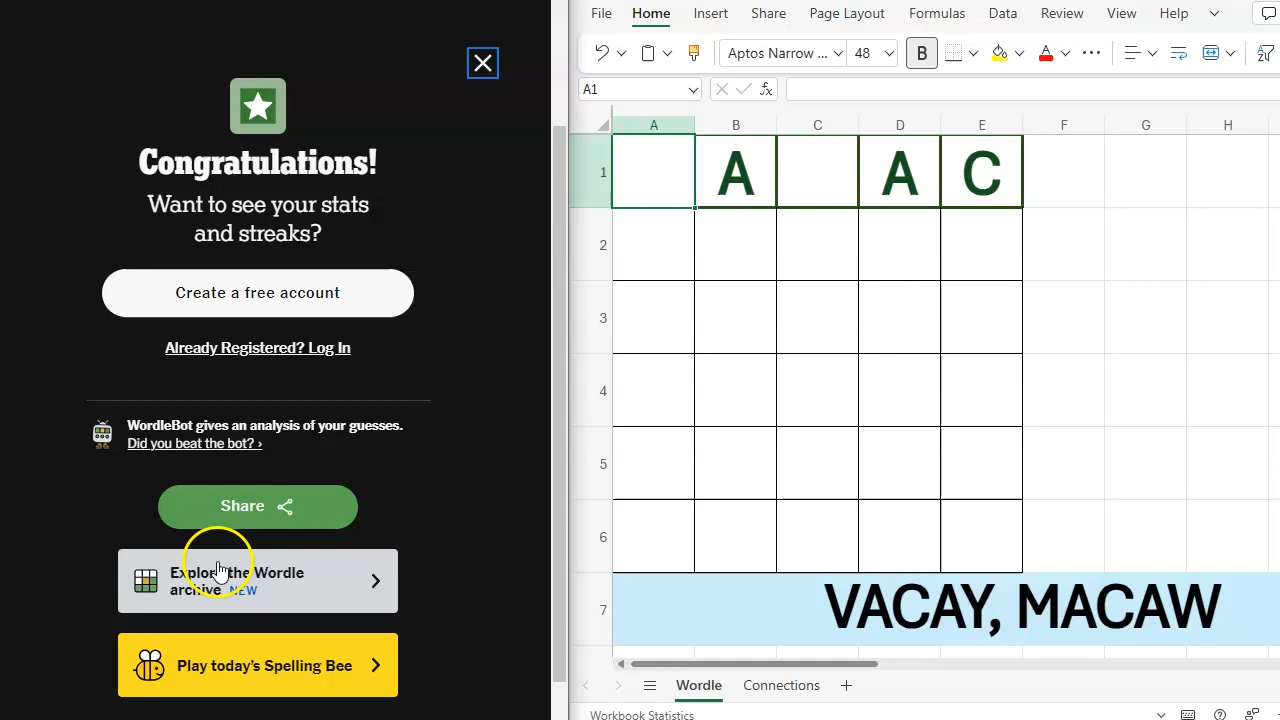 Congratulations!
Want to see your stats
and streaks?
Create a free account
Already Registered? Log In
WordleBot gives an analysis of your guesses.
Did you beat the bot? ›
Share
Explore the Wordle
archive NEW
Play today's Spelling Bee
File Home Insert Share Page Layout Formulas Data Review View Help
Aptos Narrow ... 48 B A
A1 fx
A B C D E F G H
1 A A C
2
3
4
5
6
7 VACAY, MACAW
Wordle Connections
Workbook Statistics